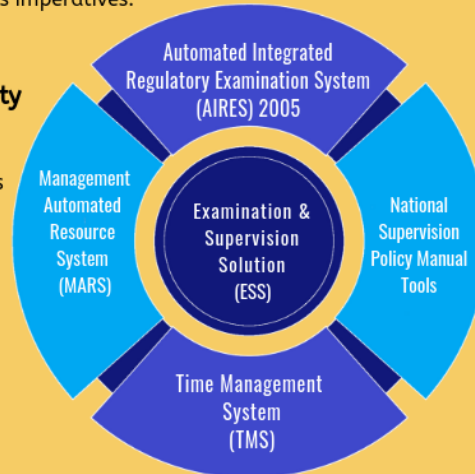 s imperatives.
Automated Integrated
Regulatory Examination System
(AIRES) 2005
ty
s
Management
Automated
Resource
System
(MARS)
Examination &
Supervision
Solution
(ESS)
National
Supervision
Policy Manual
Tools
Time Management
System
(TMS)